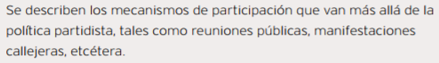 Se describen los mecanismos de participación que van más allá de la
política partidista, tales como reuniones públicas, manifestaciones
callejeras, etcétera.